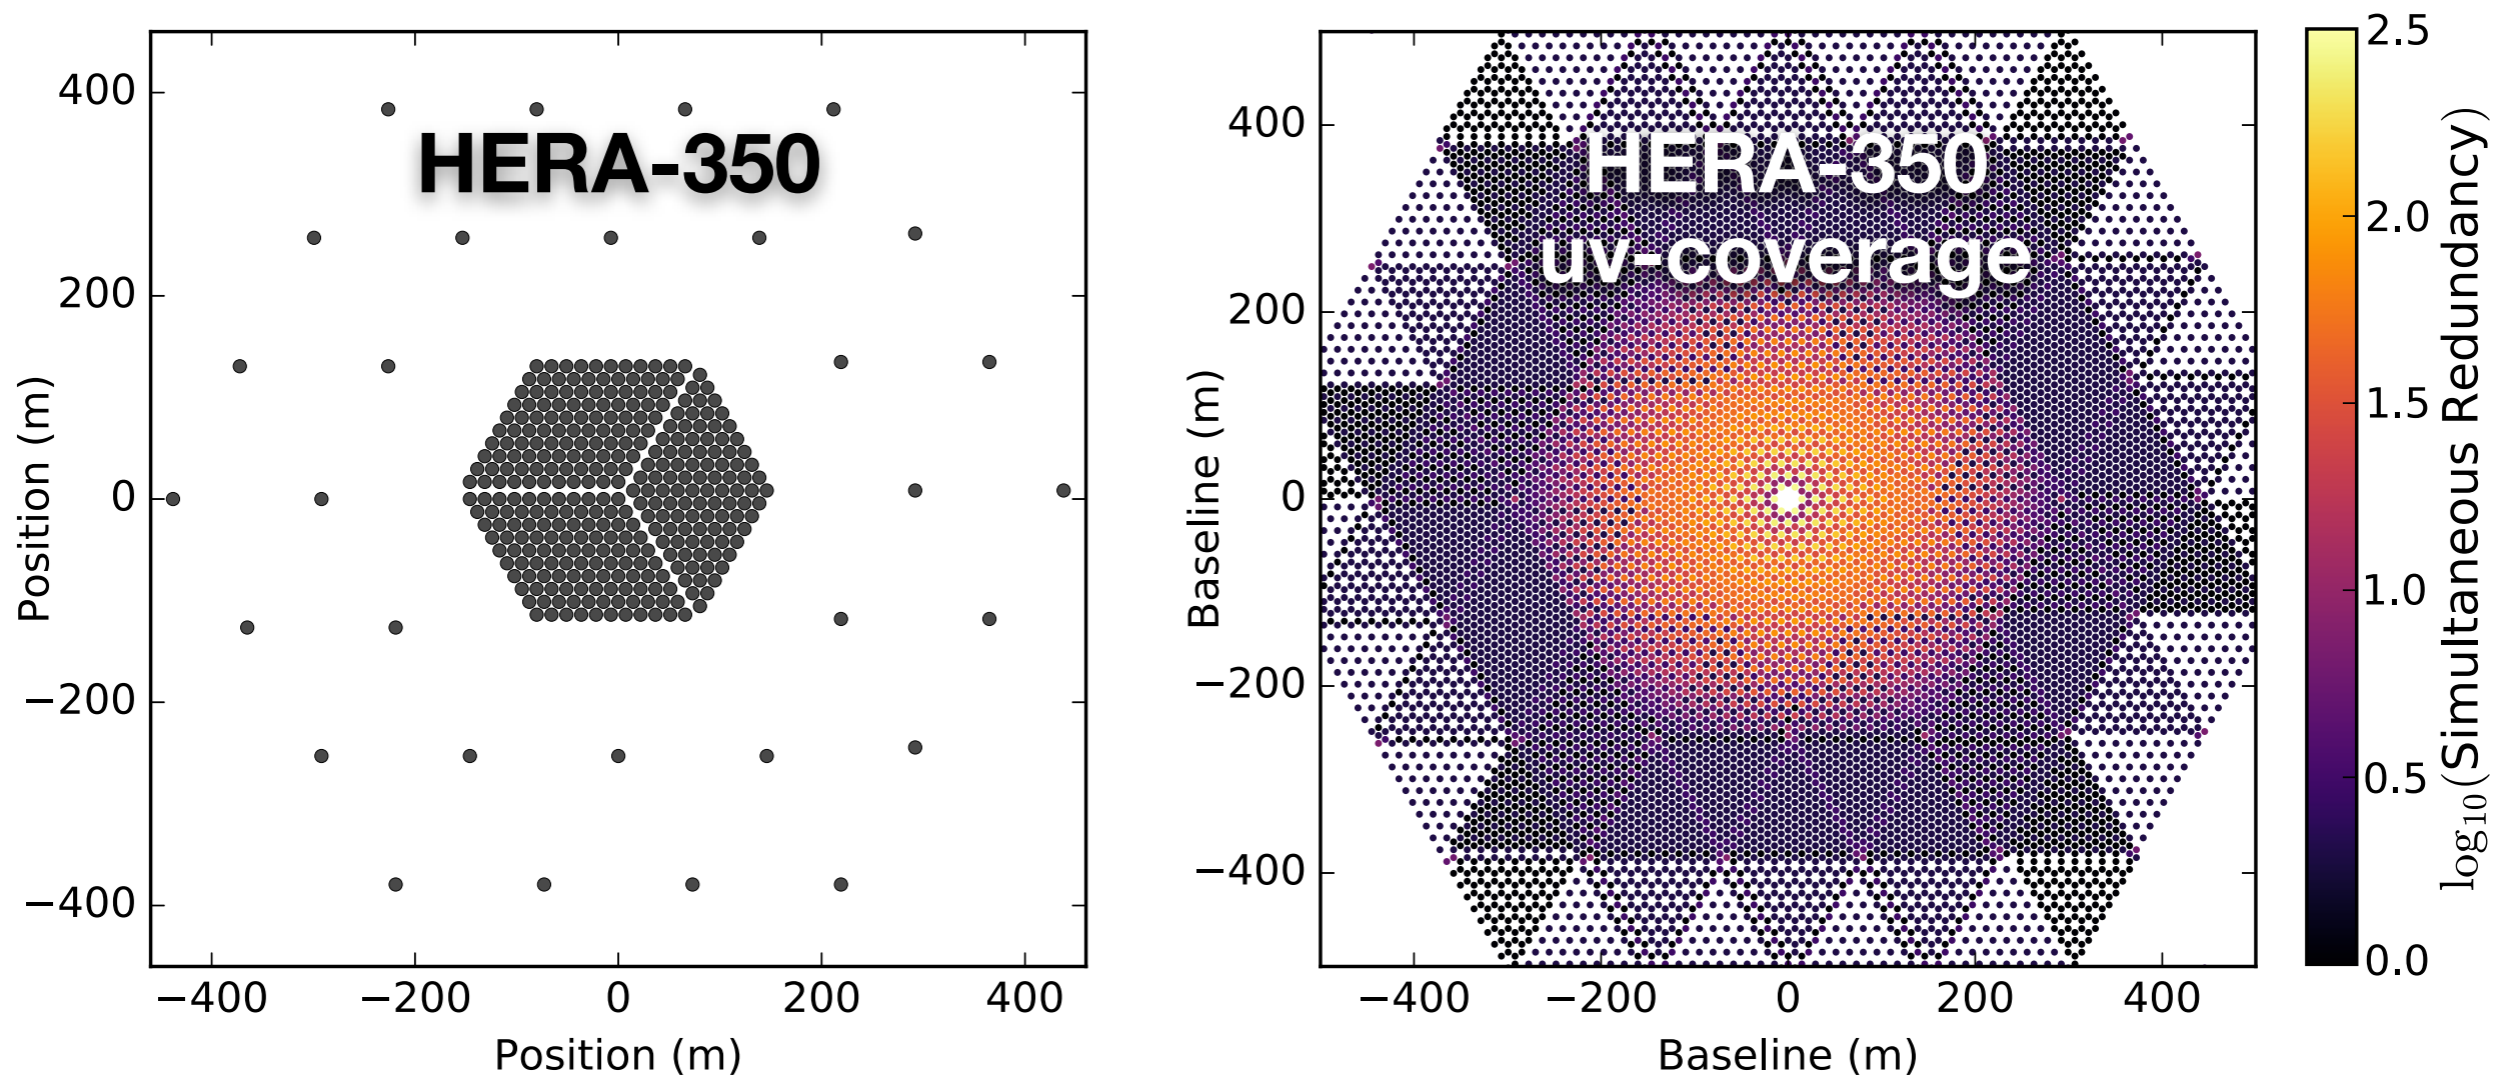 HERA-350
400
200
0
−200
−400
Position (m)
−400 −200 0 200 400
Position (m)
HERA-350
uv-coverage
400
200
0
−200
−400
Baseline (m)
−400 −200 0 200 400
Baseline (m)
2.5
2.0
1.5
1.0
0.5
0.0
log₁₀(Simultaneous Redundancy)